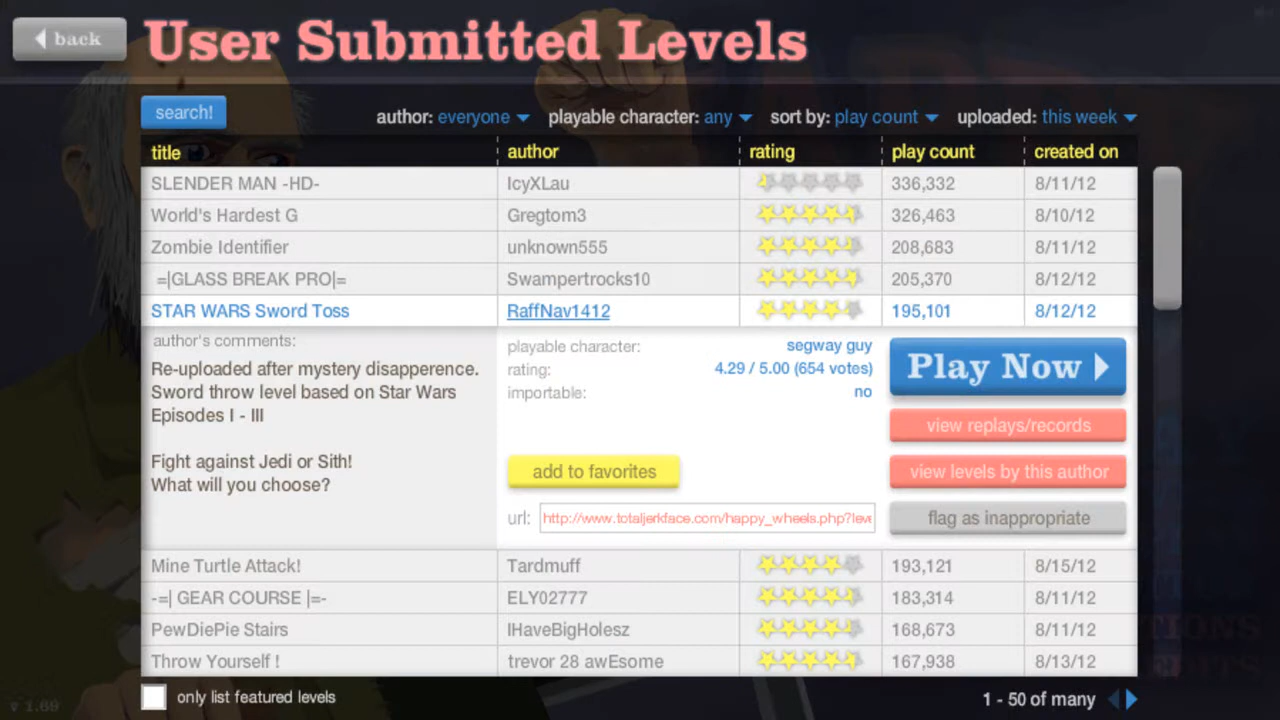 back
User Submitted Levels
search!
author: everyone playable character: any sort by: play count uploaded: this week
title author rating play count created on
SLENDER MAN -HD- IcyXLau 336,332 8/11/12
World's Hardest G Gregtom3 326,463 8/10/12
Zombie Identifier unknown555 208,683 8/11/12
=|GLASS BREAK PRO|= Swampertrocks10 205,370 8/12/12
STAR WARS Sword Toss RaffNav1412 195,101 8/12/12
author's comments:
Re-uploaded after mystery disapperence.
Sword throw level based on Star Wars
Episodes I - III
Fight against Jedi or Sith!
What will you choose?
playable character: segway guy
rating: 4.29 / 5.00 (654 votes)
importable: no
add to favorites
url: http://www.totaljerkface.com/happy_wheels.php?leve
Play Now
view replays/records
view levels by this author
flag as inappropriate
Mine Turtle Attack! Tardmuff 193,121 8/15/12
-=| GEAR COURSE |=- ELY02777 183,314 8/11/12
PewDiePie Stairs IHaveBigHolesz 168,673 8/11/12
Throw Yourself ! trevor 28 awEsome 167,938 8/13/12
only list featured levels
1 - 50 of many
v 1.69